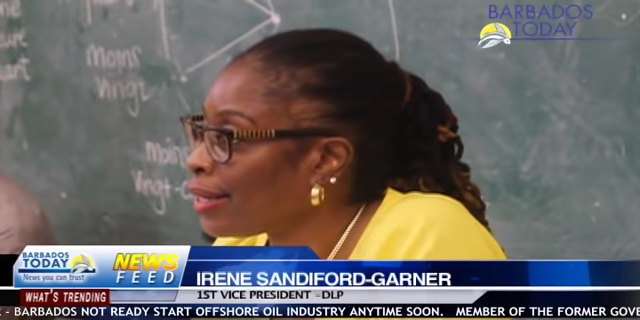 BARBADOS
TODAY
Moins
Vingt
BARBADOS
TODAY
News you can trust.
NEWS
FEED
IRENE SANDIFORD-GARNER
1ST VICE PRESIDENT =DLP
WHAT'S TRENDING
- BARBADOS NOT READY START OFFSHORE OIL INDUSTRY ANYTIME SOON. MEMBER OF THE FORMER GOV